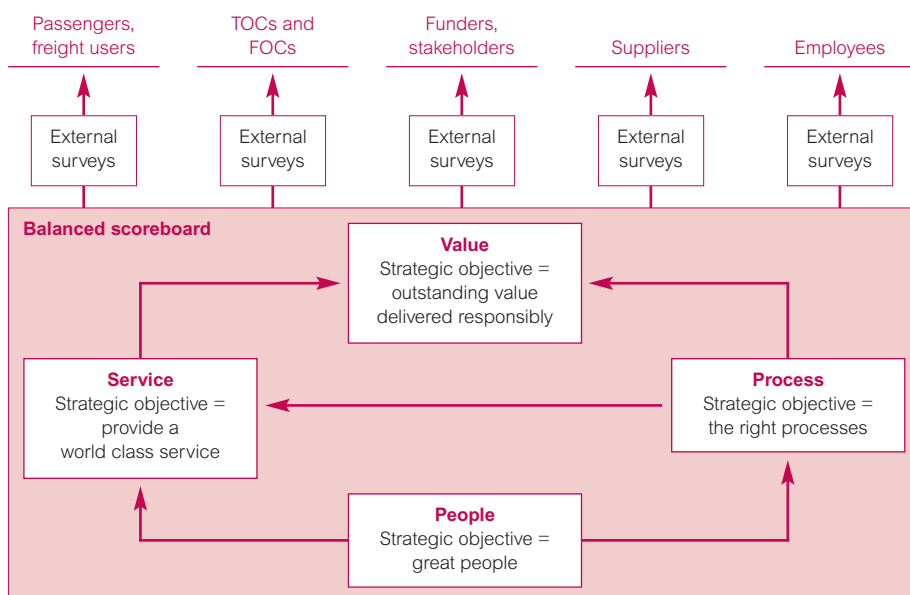 Passengers,
freight users
TOCs and
FOCs
Funders,
stakeholders
Suppliers
Employees
External
surveys
External
surveys
External
surveys
External
surveys
External
surveys
Balanced scoreboard
Value
Strategic objective =
outstanding value
delivered responsibly
Service
Strategic objective =
provide a
world class service
Process
Strategic objective =
the right processes
People
Strategic objective =
great people